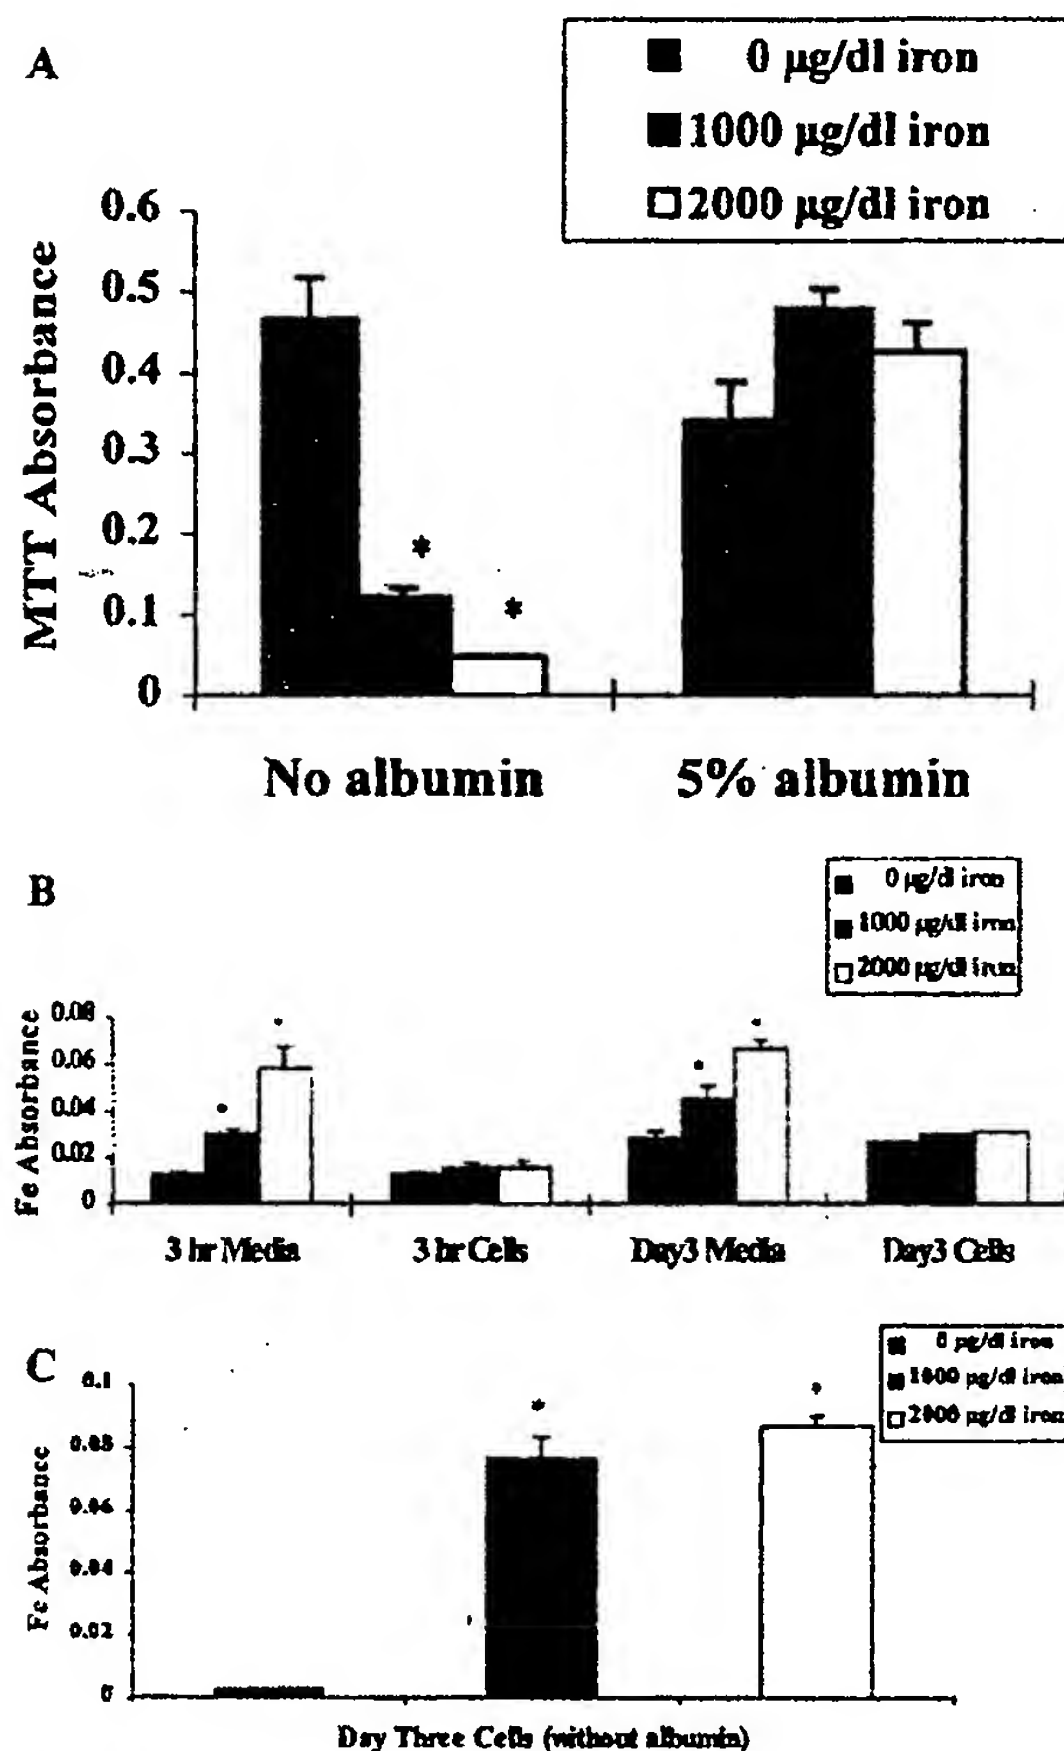 A
0 µg/dl iron
1000 µg/dl iron
2000 µg/dl iron
MTT Absorbance
0.6
0.5
0.4
0.3
0.2
0.1
0
*
*
No albumin
5% albumin
B
0 µg/dl iron
1000 µg/dl iron
2000 µg/dl iron
Fe Absorbance
0.08
0.06
0.04
0.02
0
3 hr Media
3 hr Cells
Day3 Media
Day3 Cells
C
0 µg/dl iron
1000 µg/dl iron
2000 µg/dl iron
Fe Absorbance
0.1
0.08
0.06
0.04
0.02
0
*
*
Day Three Cells (without albumin)